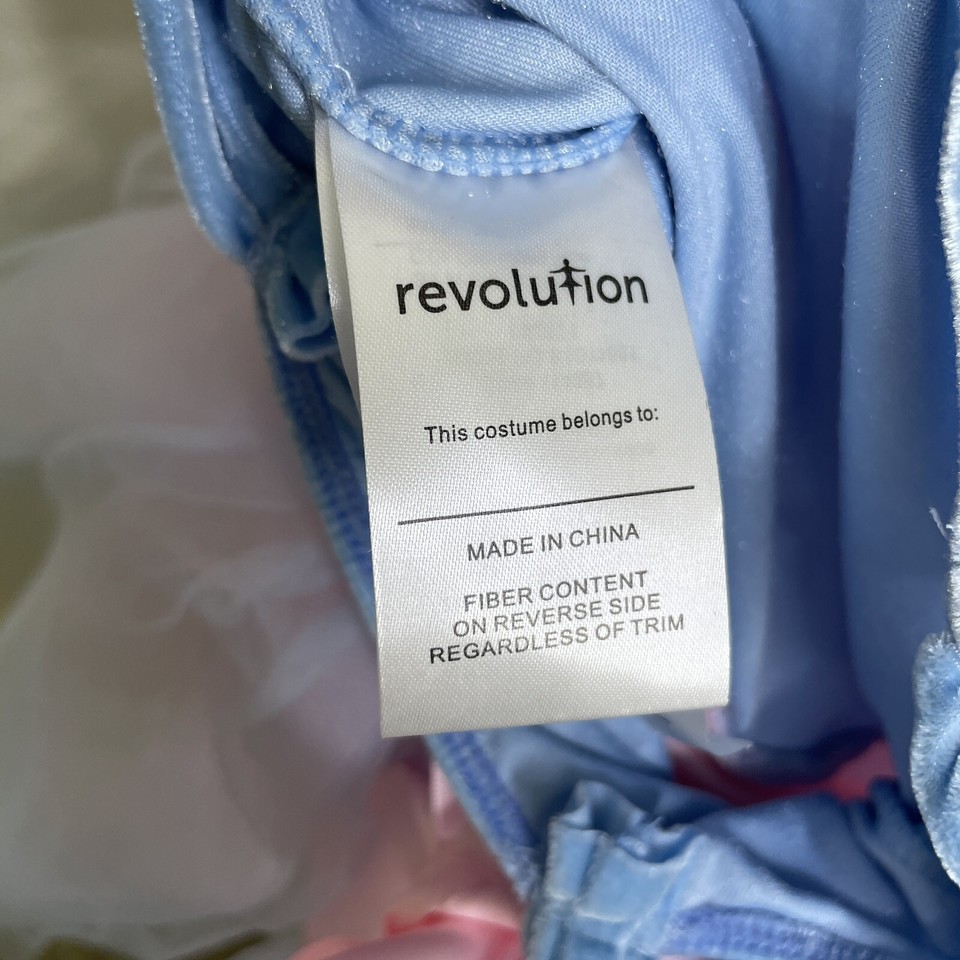 revolution
This costume belongs to:
MADE IN CHINA
FIBER CONTENT
ON REVERSE SIDE
REGARDLESS OF TRIM